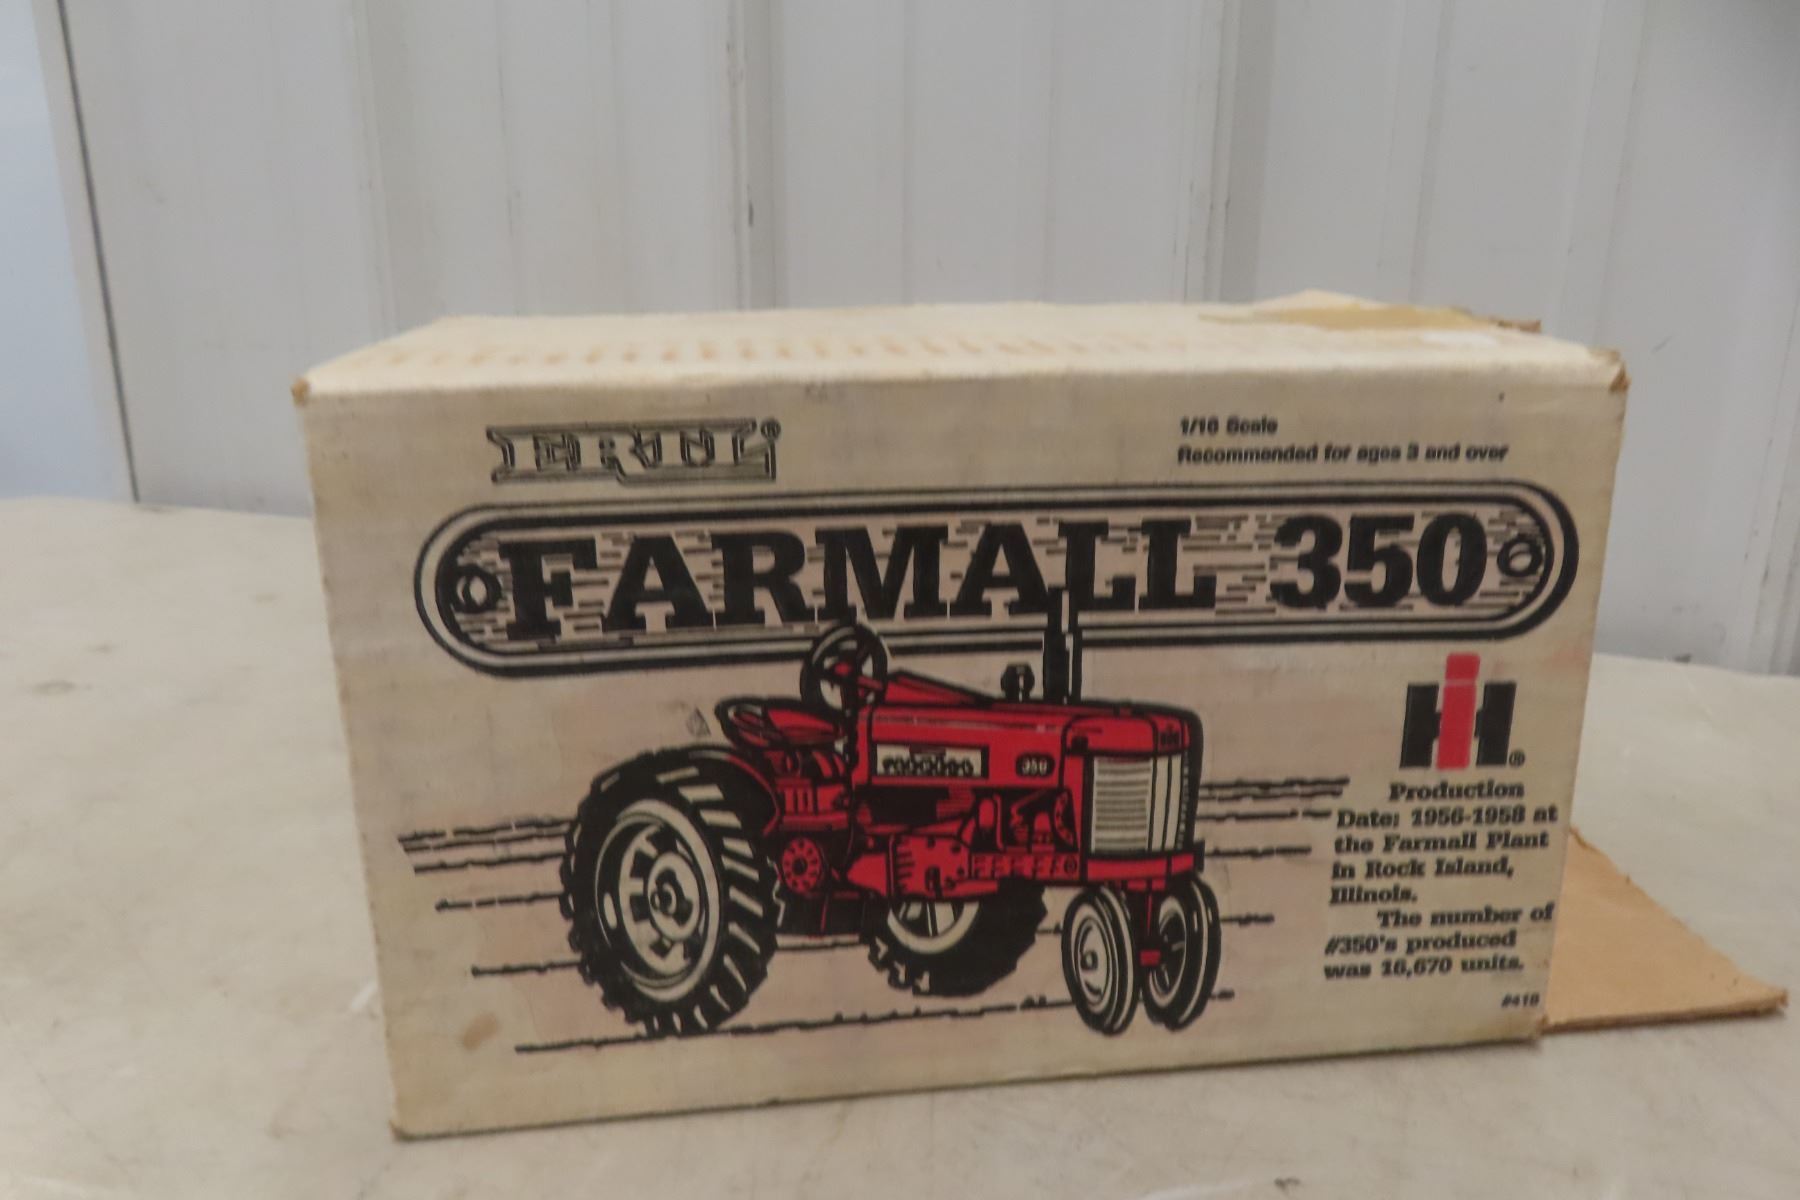 ERTL®
1/16 Scale
Recommended for ages 3 and over
FARMALL 350
350
IH
IH®
Production
Date: 1956-1958 at
the Farmall Plant
in Rock Island,
Illinois.
The number of
#350's produced
was 16,670 units.
#418